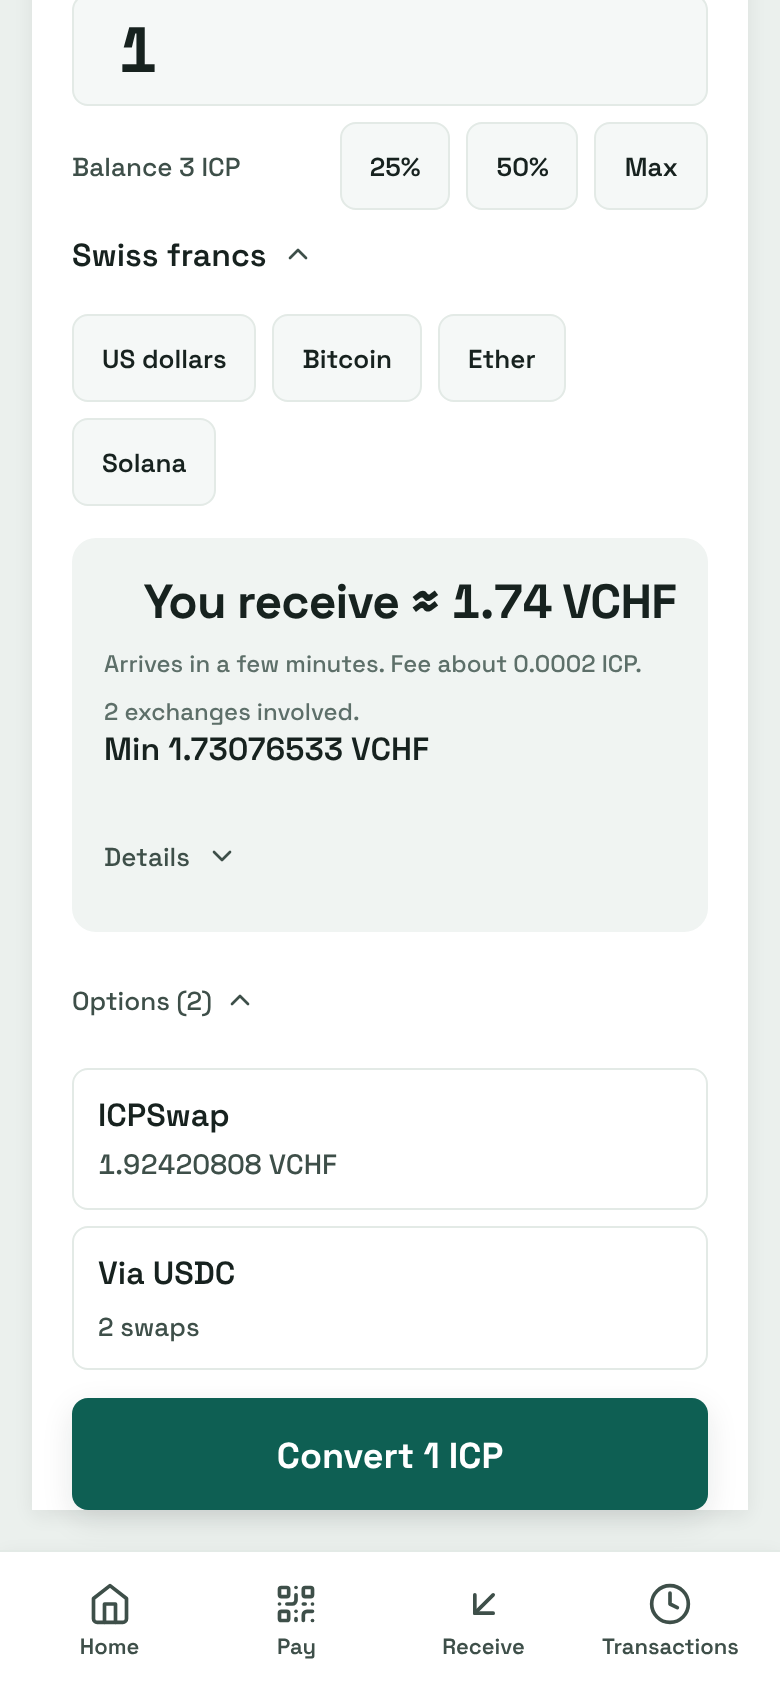 1
Balance 3 ICP
25%
50%
Max
Swiss francs
US dollars
Bitcoin
Ether
Solana
You receive ≈ 1.74 VCHF
Arrives in a few minutes. Fee about 0.0002 ICP.
2 exchanges involved.
Min 1.73076533 VCHF
Details
Options (2)
ICPSwap
1.92420808 VCHF
Via USDC
2 swaps
Convert 1 ICP
Home
Pay
Receive
Transactions